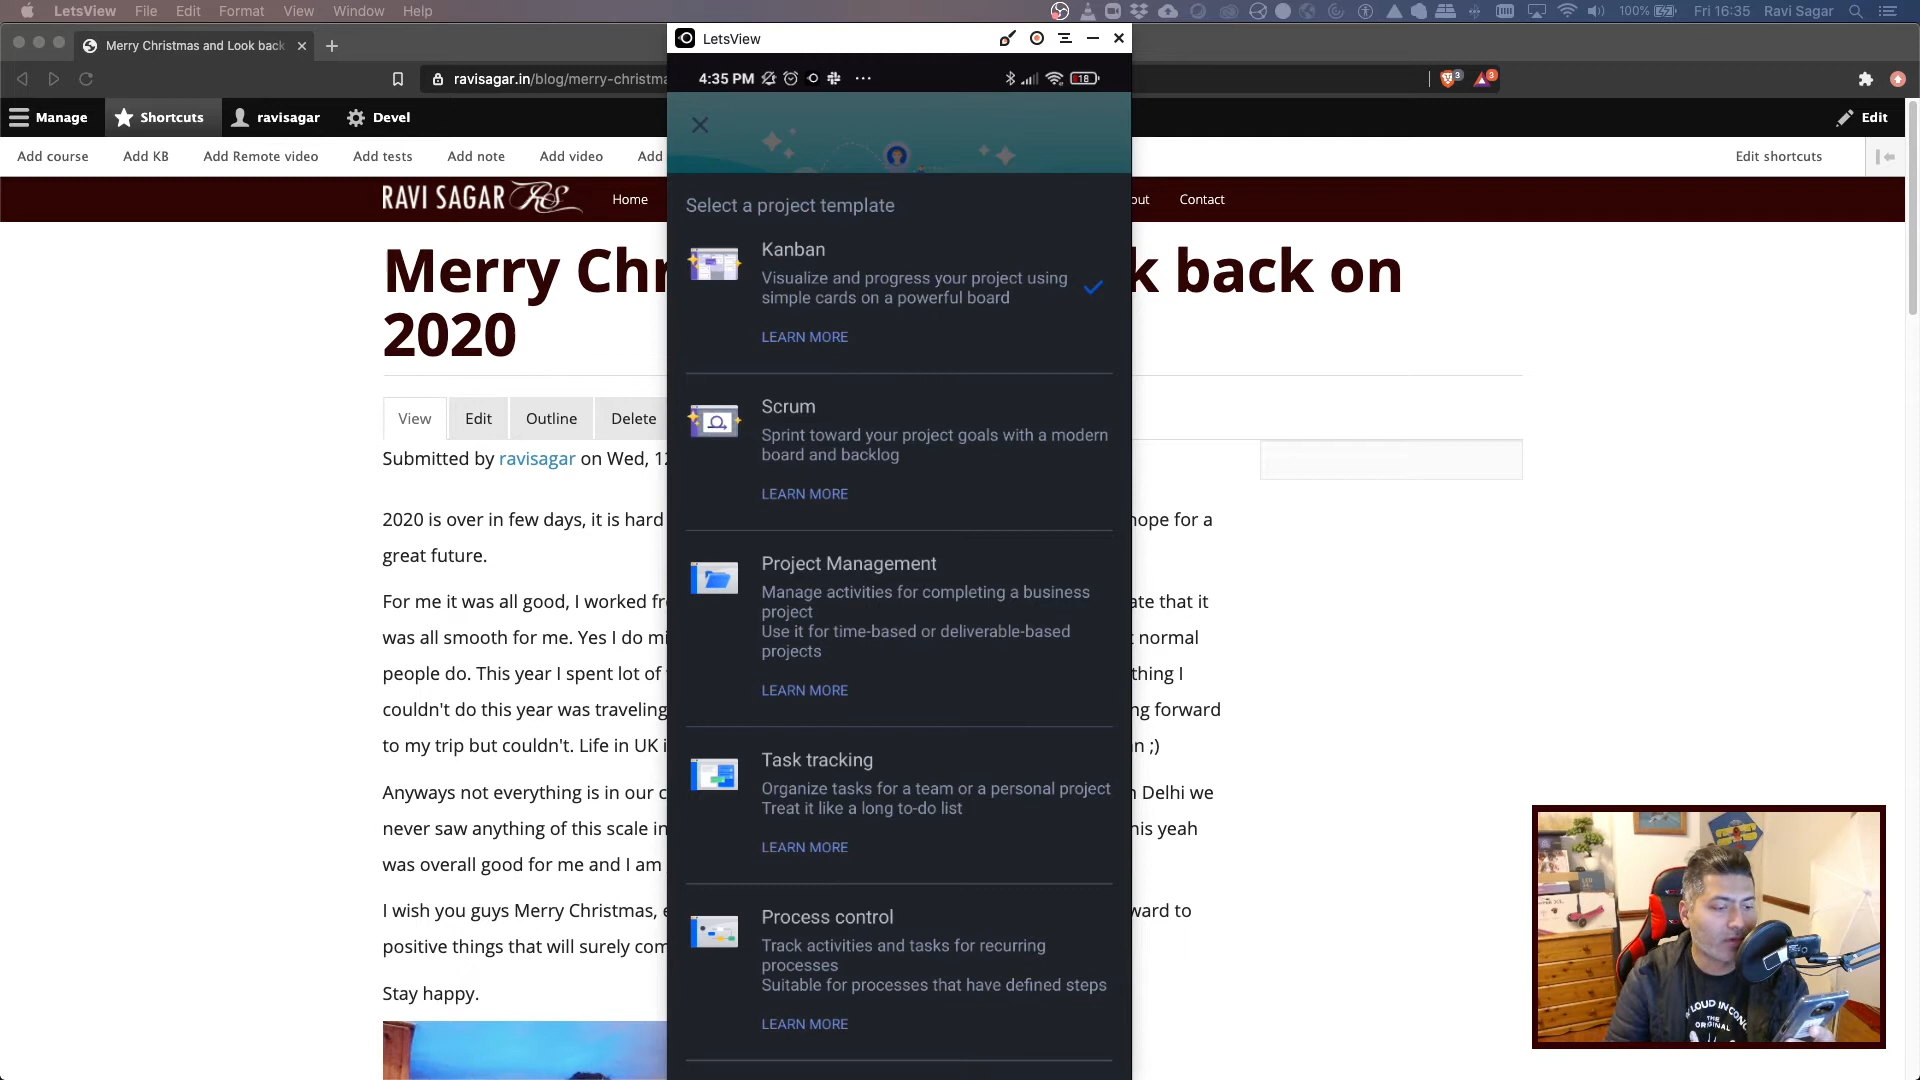 LetsView File Edit Format View Window Help
100% Fri 16:35 Ravi Sagar
Merry Christmas and Look back
ravisagar.in/blog/merry-christma
3 3
Manage Shortcuts ravisagar Devel Edit
Add course Add KB Add Remote video Add tests Add note Add video Add Edit shortcuts
RAVI SAGAR RS Home out Contact
Merry Chr k back on
2020
View Edit Outline Delete
Submitted by ravisagar on Wed, 12
2020 is over in few days, it is hard hope for a
great future.
For me it was all good, I worked fr ate that it
was all smooth for me. Yes I do mi t normal
people do. This year I spent lot of thing I
couldn't do this year was traveling ng forward
to my trip but couldn't. Life in UK i n ;)
Anyways not everything is in our c n Delhi we
never saw anything of this scale in his yeah
was overall good for me and I am
I wish you guys Merry Christmas, e ward to
positive things that will surely com
Stay happy.
LetsView
4:35 PM 18
Select a project template
Kanban
Visualize and progress your project using
simple cards on a powerful board
LEARN MORE
Scrum
Sprint toward your project goals with a modern
board and backlog
LEARN MORE
Project Management
Manage activities for completing a business
project
Use it for time-based or deliverable-based
projects
LEARN MORE
Task tracking
Organize tasks for a team or a personal project
Treat it like a long to-do list
LEARN MORE
Process control
Track activities and tasks for recurring
processes
Suitable for processes that have defined steps
LEARN MORE
LOUD IN CONC
THE
ORIGINAL